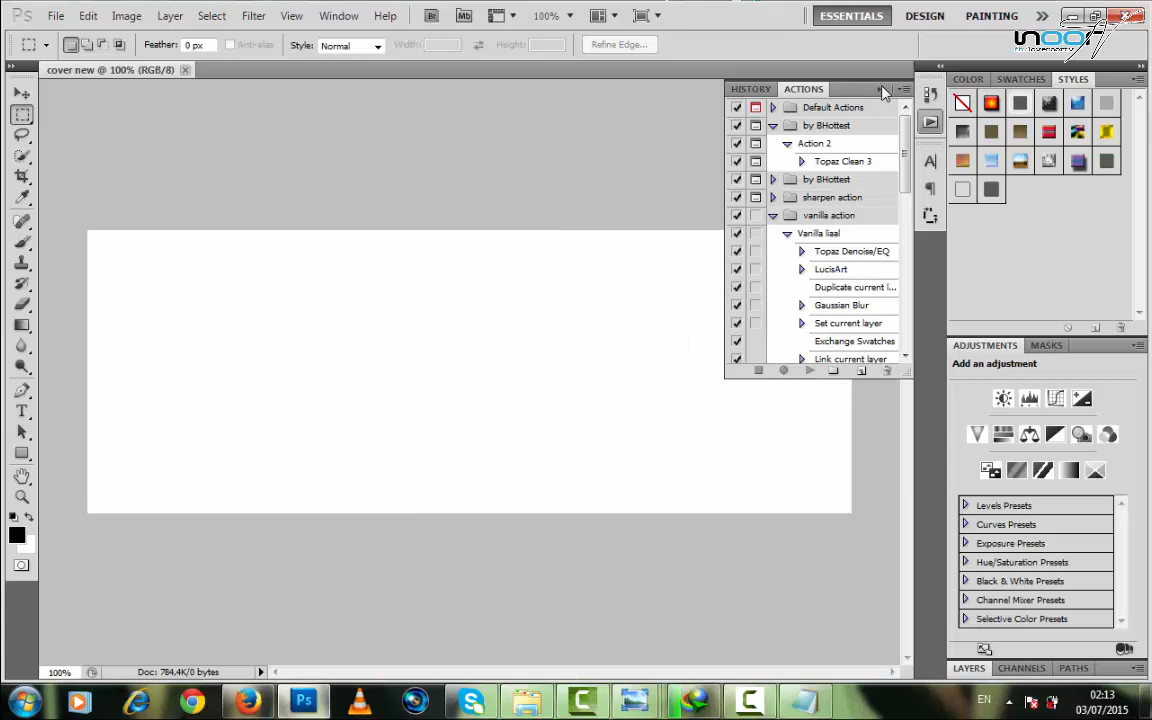 Ps File Edit Image Layer Select Filter View Window Help Br Mb 100% ESSENTIALS DESIGN PAINTING
Feather: 0 px Anti-alias Style: Normal Width: Height: Refine Edge...
inoor
cover new @ 100% (RGB/8)
HISTORY ACTIONS
Default Actions
by BHottest
Action 2
Topaz Clean 3
by BHottest
sharpen action
vanilla action
Vanilla liaal
Topaz Denoise/EQ
LucisArt
Duplicate current l...
Gaussian Blur
Set current layer
Exchange Swatches
Link current layer
COLOR SWATCHES STYLES
ADJUSTMENTS MASKS
Add an adjustment
Levels Presets
Curves Presets
Exposure Presets
Hue/Saturation Presets
Black & White Presets
Channel Mixer Presets
Selective Color Presets
LAYERS CHANNELS PATHS
100% Doc: 784,4K/0 bytes
EN 02:13
03/07/2015